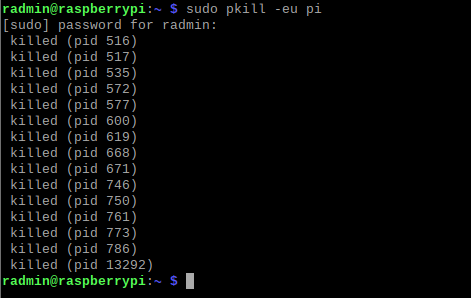 radmin@raspberrypi:~ $ sudo pkill -eu pi
[sudo] password for radmin:
 killed (pid 516)
 killed (pid 517)
 killed (pid 535)
 killed (pid 572)
 killed (pid 577)
 killed (pid 600)
 killed (pid 619)
 killed (pid 668)
 killed (pid 671)
 killed (pid 746)
 killed (pid 750)
 killed (pid 761)
 killed (pid 773)
 killed (pid 786)
 killed (pid 13292)
radmin@raspberrypi:~ $